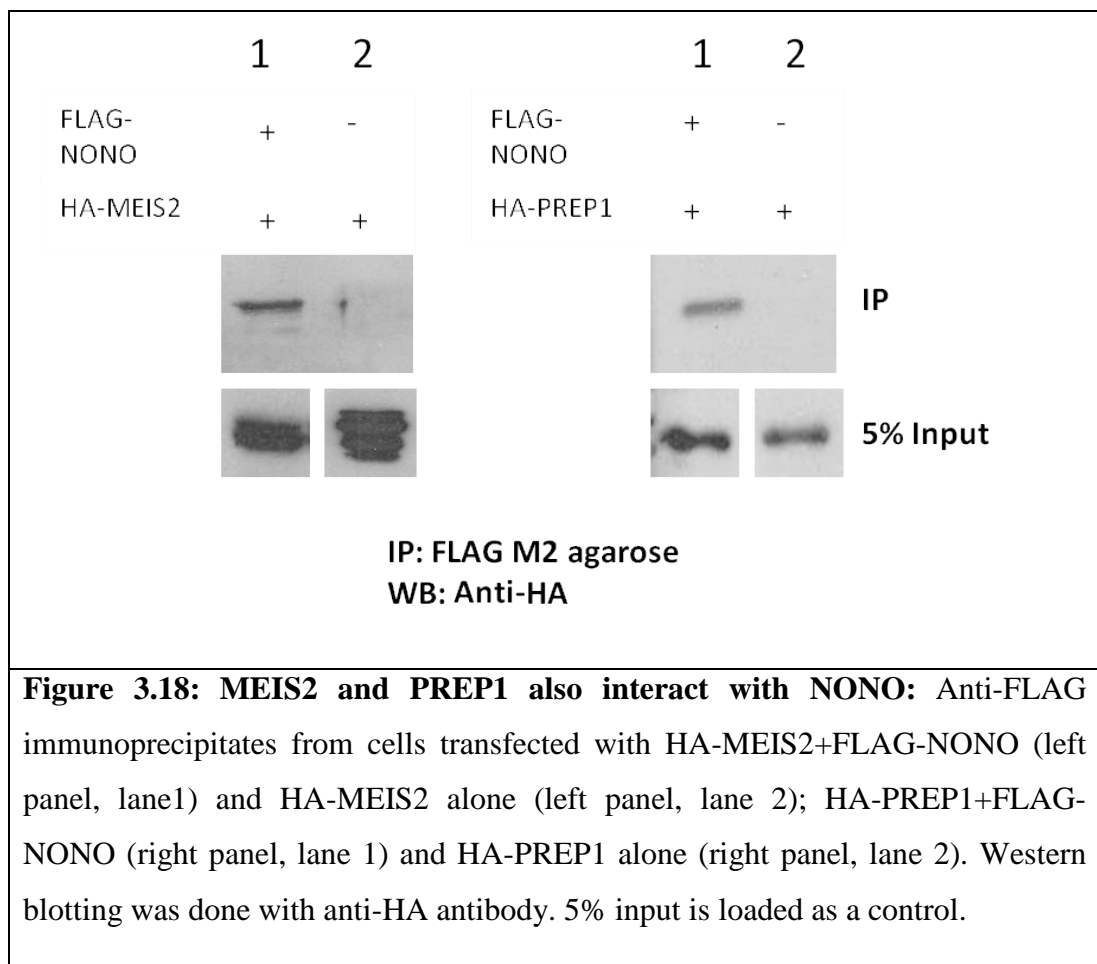 1 2
FLAG-
NONO
+ -
HA-MEIS2 + +
1 2
FLAG-
NONO
+ -
HA-PREP1 + +
IP
5% Input
IP: FLAG M2 agarose
WB: Anti-HA
Figure 3.18: MEIS2 and PREP1 also interact with NONO: Anti-FLAG
immunoprecipitates from cells transfected with HA-MEIS2+FLAG-NONO (left
panel, lane1) and HA-MEIS2 alone (left panel, lane 2); HA-PREP1+FLAG-
NONO (right panel, lane 1) and HA-PREP1 alone (right panel, lane 2). Western
blotting was done with anti-HA antibody. 5% input is loaded as a control.